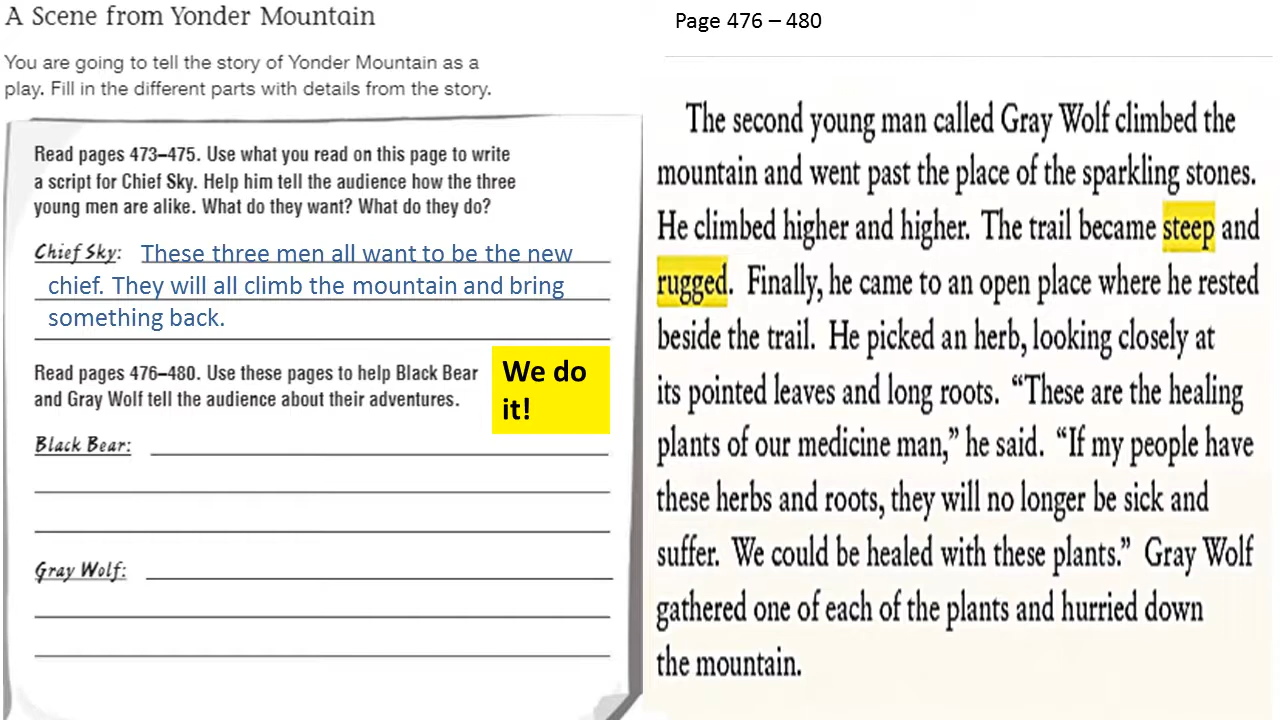 A Scene from Yonder Mountain
You are going to tell the story of Yonder Mountain as a
play. Fill in the different parts with details from the story.
Read pages 473–475. Use what you read on this page to write
a script for Chief Sky. Help him tell the audience how the three
young men are alike. What do they want? What do they do?
Chief Sky: These three men all want to be the new
chief. They will all climb the mountain and bring
something back.
Read pages 476–480. Use these pages to help Black Bear
and Gray Wolf tell the audience about their adventures.
We do
it!
Black Bear:
Gray Wolf:
Page 476 – 480
The second young man called Gray Wolf climbed the
mountain and went past the place of the sparkling stones.
He climbed higher and higher. The trail became steep and
rugged. Finally, he came to an open place where he rested
beside the trail. He picked an herb, looking closely at
its pointed leaves and long roots. “These are the healing
plants of our medicine man,” he said. “If my people have
these herbs and roots, they will no longer be sick and
suffer. We could be healed with these plants.” Gray Wolf
gathered one of each of the plants and hurried down
the mountain.